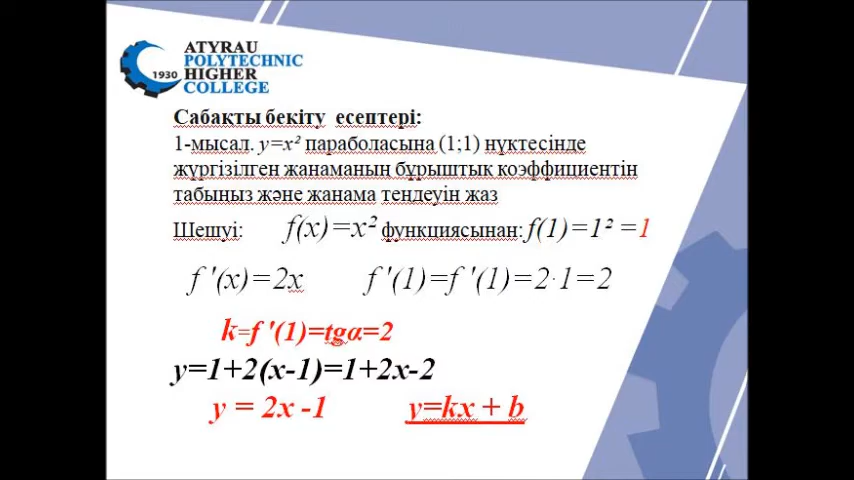 ATYRAU
POLYTECHNIC
1930 HIGHER
COLLEGE
Сабақты бекіту есептері:
1-мысал. y=x² параболасына (1;1) нүктесінде
жүргізілген жанаманың бұрыштық коэффициентін
табыңыз және жанама теңдеуін жаз
Шешуі: f(x)=x² функциясынан: f(1)=1² =1
f '(x)=2x f '(1)=f '(1)=2·1=2
k=f '(1)=tgα=2
y=1+2(x-1)=1+2x-2
y = 2x -1 y=kx + b